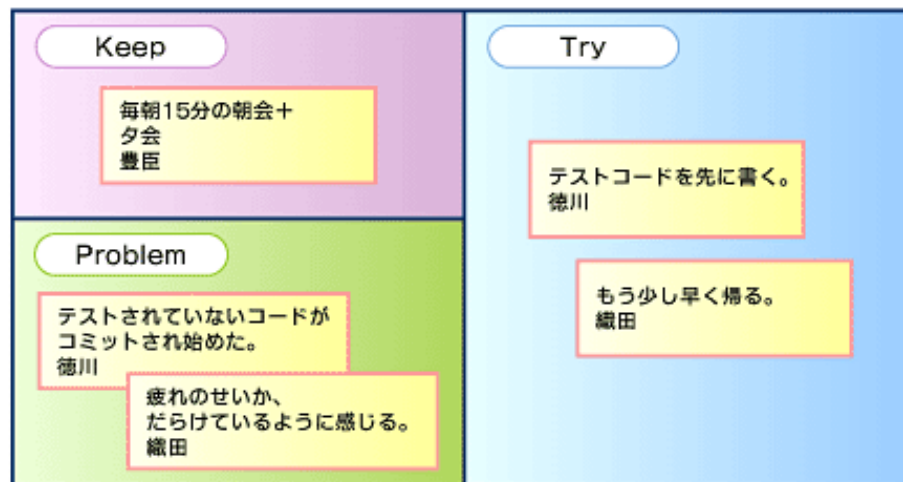 Keep
毎朝15分の朝会+
夕会
豊臣
Problem
テストされていないコードが
コミットされ始めた。
徳川
疲れのせいか、
だらけているように感じる。
織田
Try
テストコードを先に書く。
徳川
もう少し早く帰る。
織田